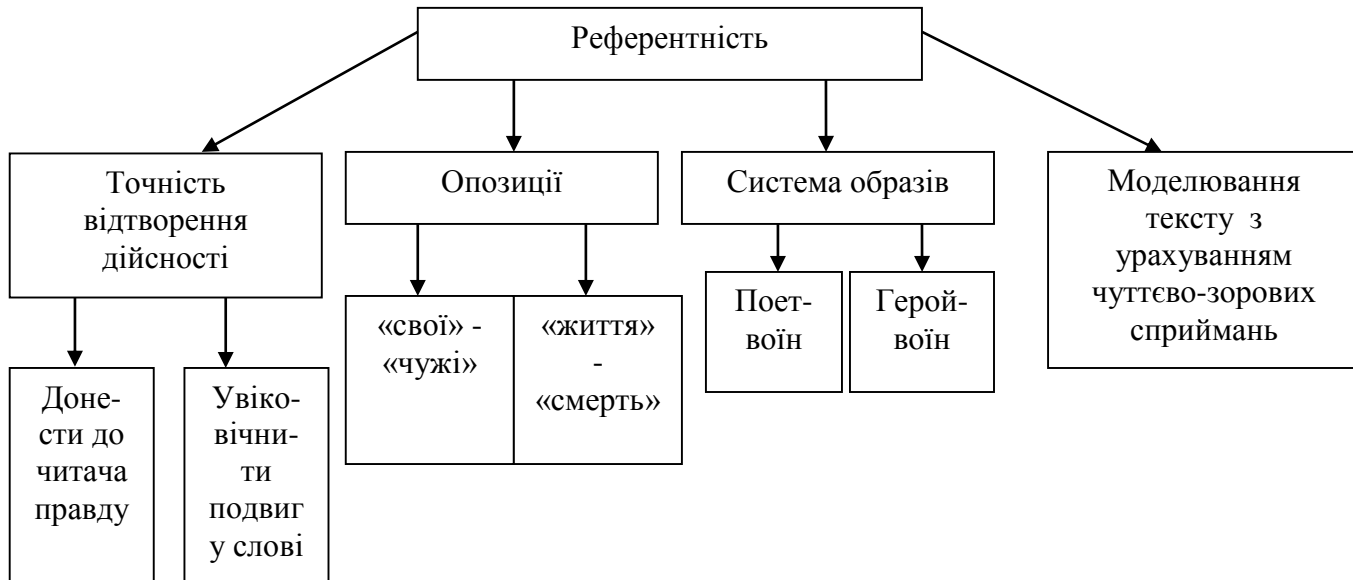 Референтність
Точність
відтворення
дійсності
Опозиції
Система образів
Моделювання
тексту з
урахуванням
чуттєво-зорових
сприймань
Доне-
сти до
читача
правду
Увіко-
вічни-
ти
подвиг
у слові
«свої» -
«чужі»
«життя»
-
«смерть»
Поет-
воїн
Герой-
воїн